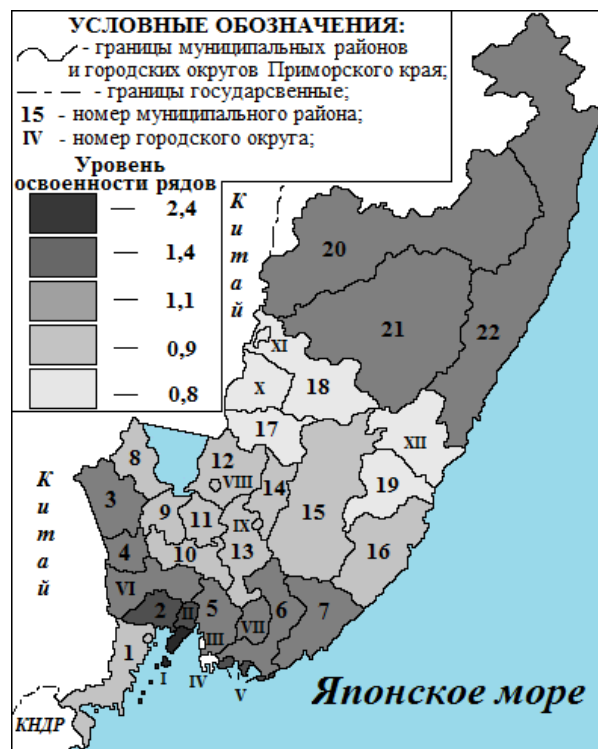 УСЛОВНЫЕ ОБОЗНАЧЕНИЯ:
- границы муниципальных районов
и городских округов Приморского края;
- границы государсвенные;
15 - номер муниципального района;
IV - номер городского округа;
Уровень
освоенности рядов
2,4
1,4
1,1
0,9
0,8
Китай
20
21
22
XI
X
18
17
XII
8
12
VIII
14
19
Китай
3
9
11
IX
15
16
4
10
13
VI
2
II
5
6
7
VII
III
1
I
IV
V
КНДР
Японское море